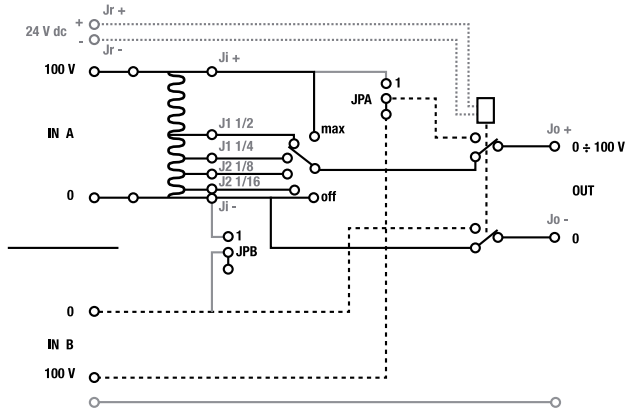 Jr +
+
24 V dc
-
Jr -
Ji +
100 V
1
JPA
J1 1/2
max
Jo +
IN A
J1 1/4
0 ÷ 100 V
J2 1/8
J2 1/16
OUT
0
off
Ji -
Jo -
1
0
JPB
0
IN B
100 V